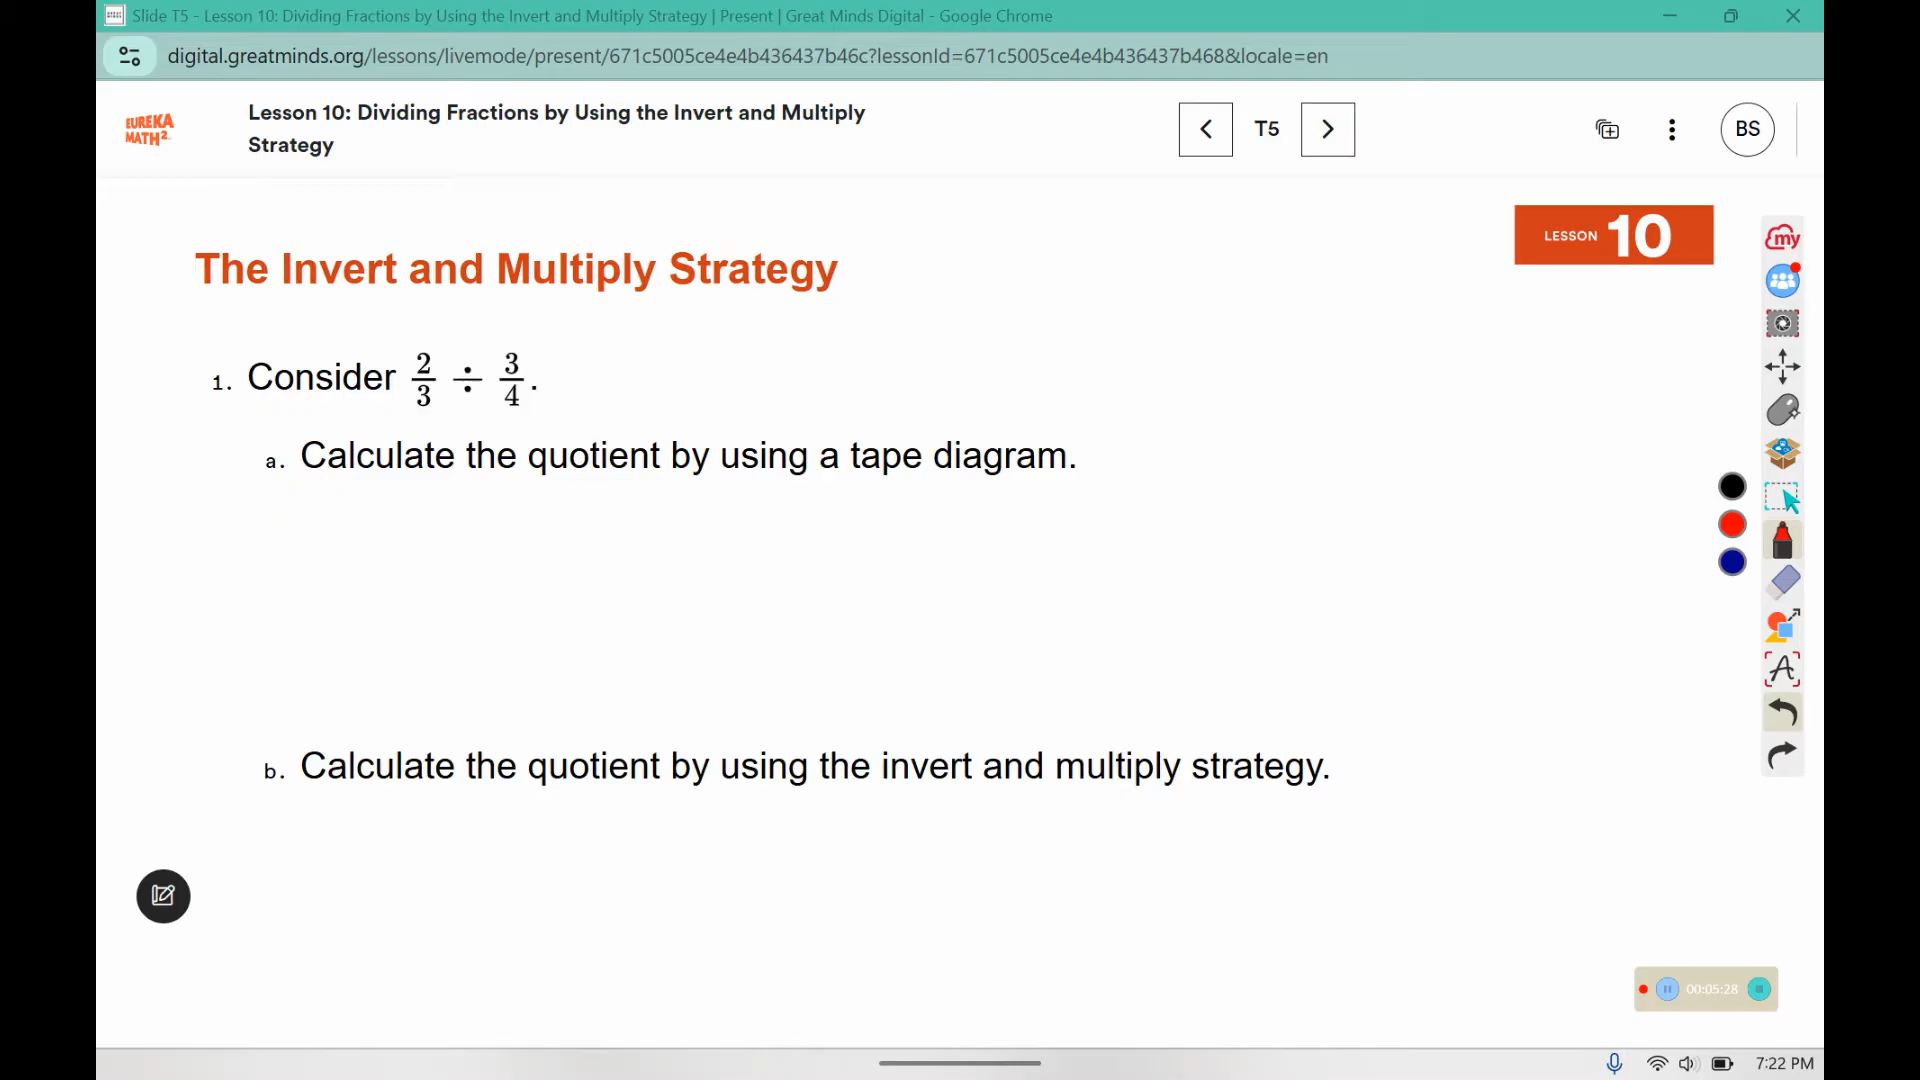 Slide T5 - Lesson 10: Dividing Fractions by Using the Invert and Multiply Strategy | Present | Great Minds Digital - Google Chrome
digital.greatminds.org/lessons/livemode/present/671c5005ce4e4b436437b46c?lessonId=671c5005ce4e4b436437b468&locale=en
EUREKA
MATH²
Lesson 10: Dividing Fractions by Using the Invert and Multiply
Strategy
T5
BS
LESSON 10
my
The Invert and Multiply Strategy
1. Consider 2/3 ÷ 3/4.
a. Calculate the quotient by using a tape diagram.
A
b. Calculate the quotient by using the invert and multiply strategy.
00:05:28
7:22 PM